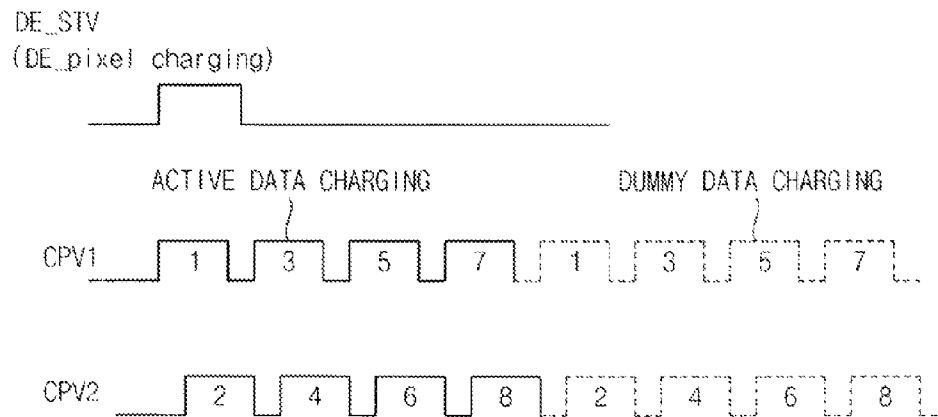 DE_STV
(DE_pixel charging)
ACTIVE DATA CHARGING DUMMY DATA CHARGING
CPV1 1 3 5 7 1 3 5 7
CPV2 2 4 6 8 2 4 6 8